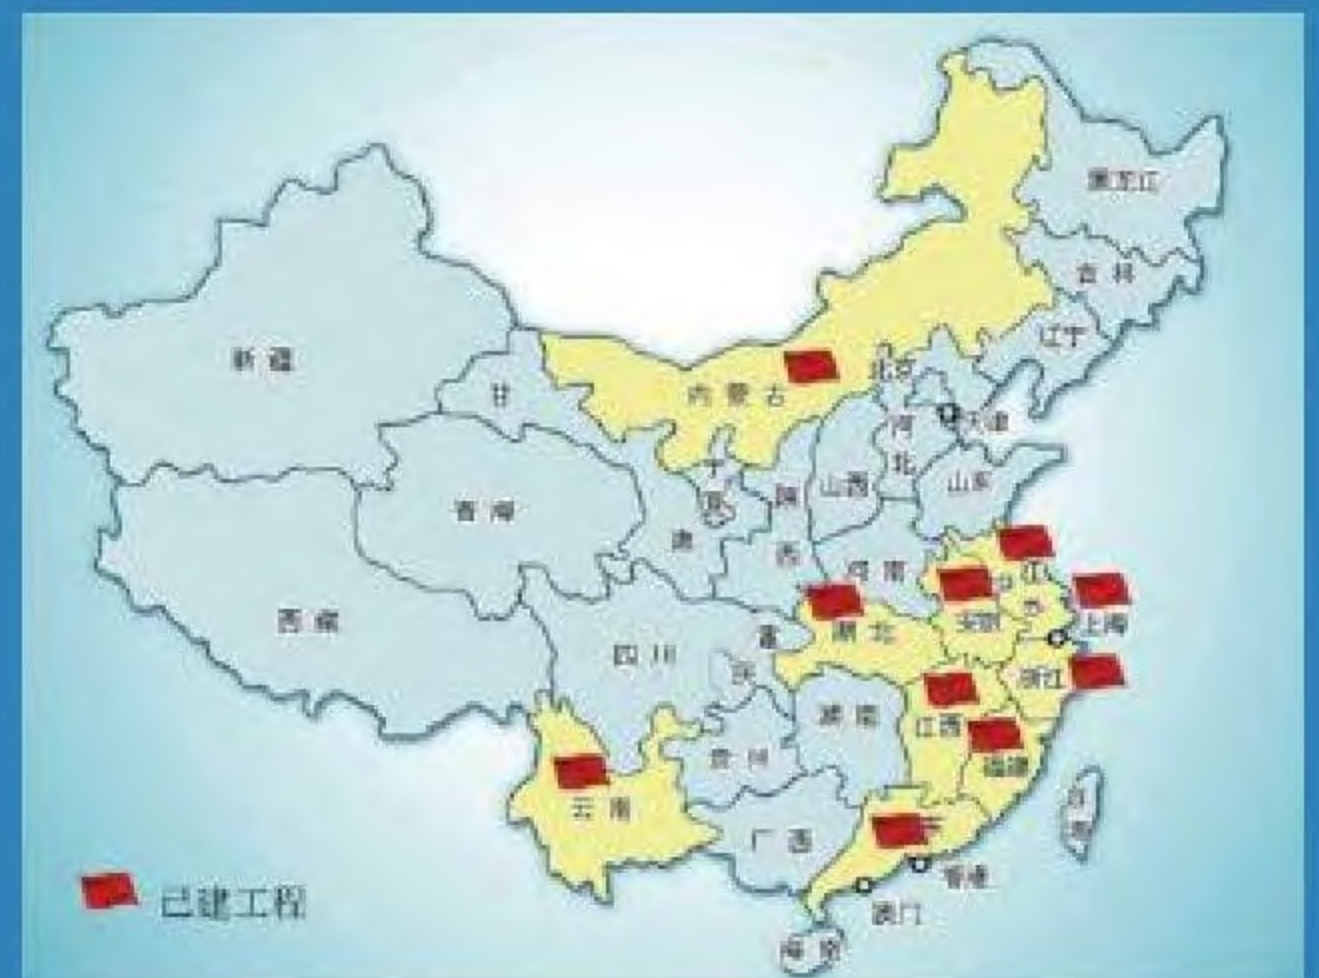 黑龙江
吉林
辽宁
新疆
甘
内蒙古
北京
天津
河
北
宁
夏
陕
西
山西
山东
青海
肃
河南
江
苏
安徽
上海
西藏
四川
重
庆
湖北
浙江
湖南
江西
福建
贵州
云南
广西
广
台
湾
香港
澳门
海南
已建工程